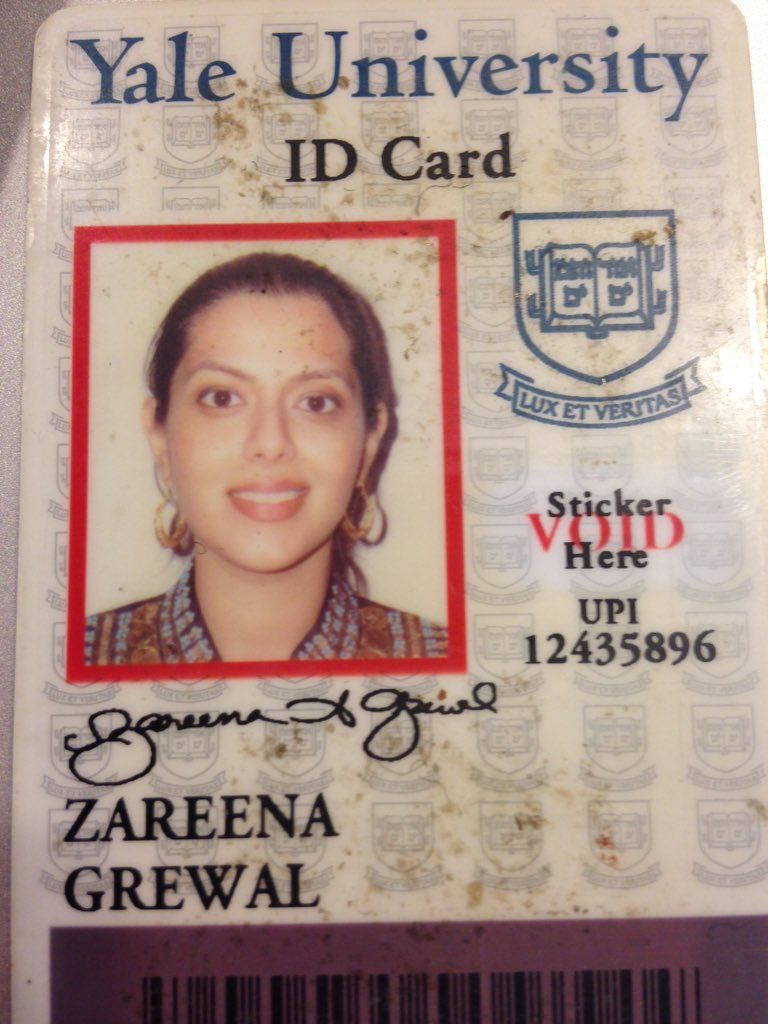 Yale University
ID Card
LUX ET VERITAS
Sticker
VOID
Here
UPI
12435896
Zareena A Grewal
ZAREENA
GREWAL